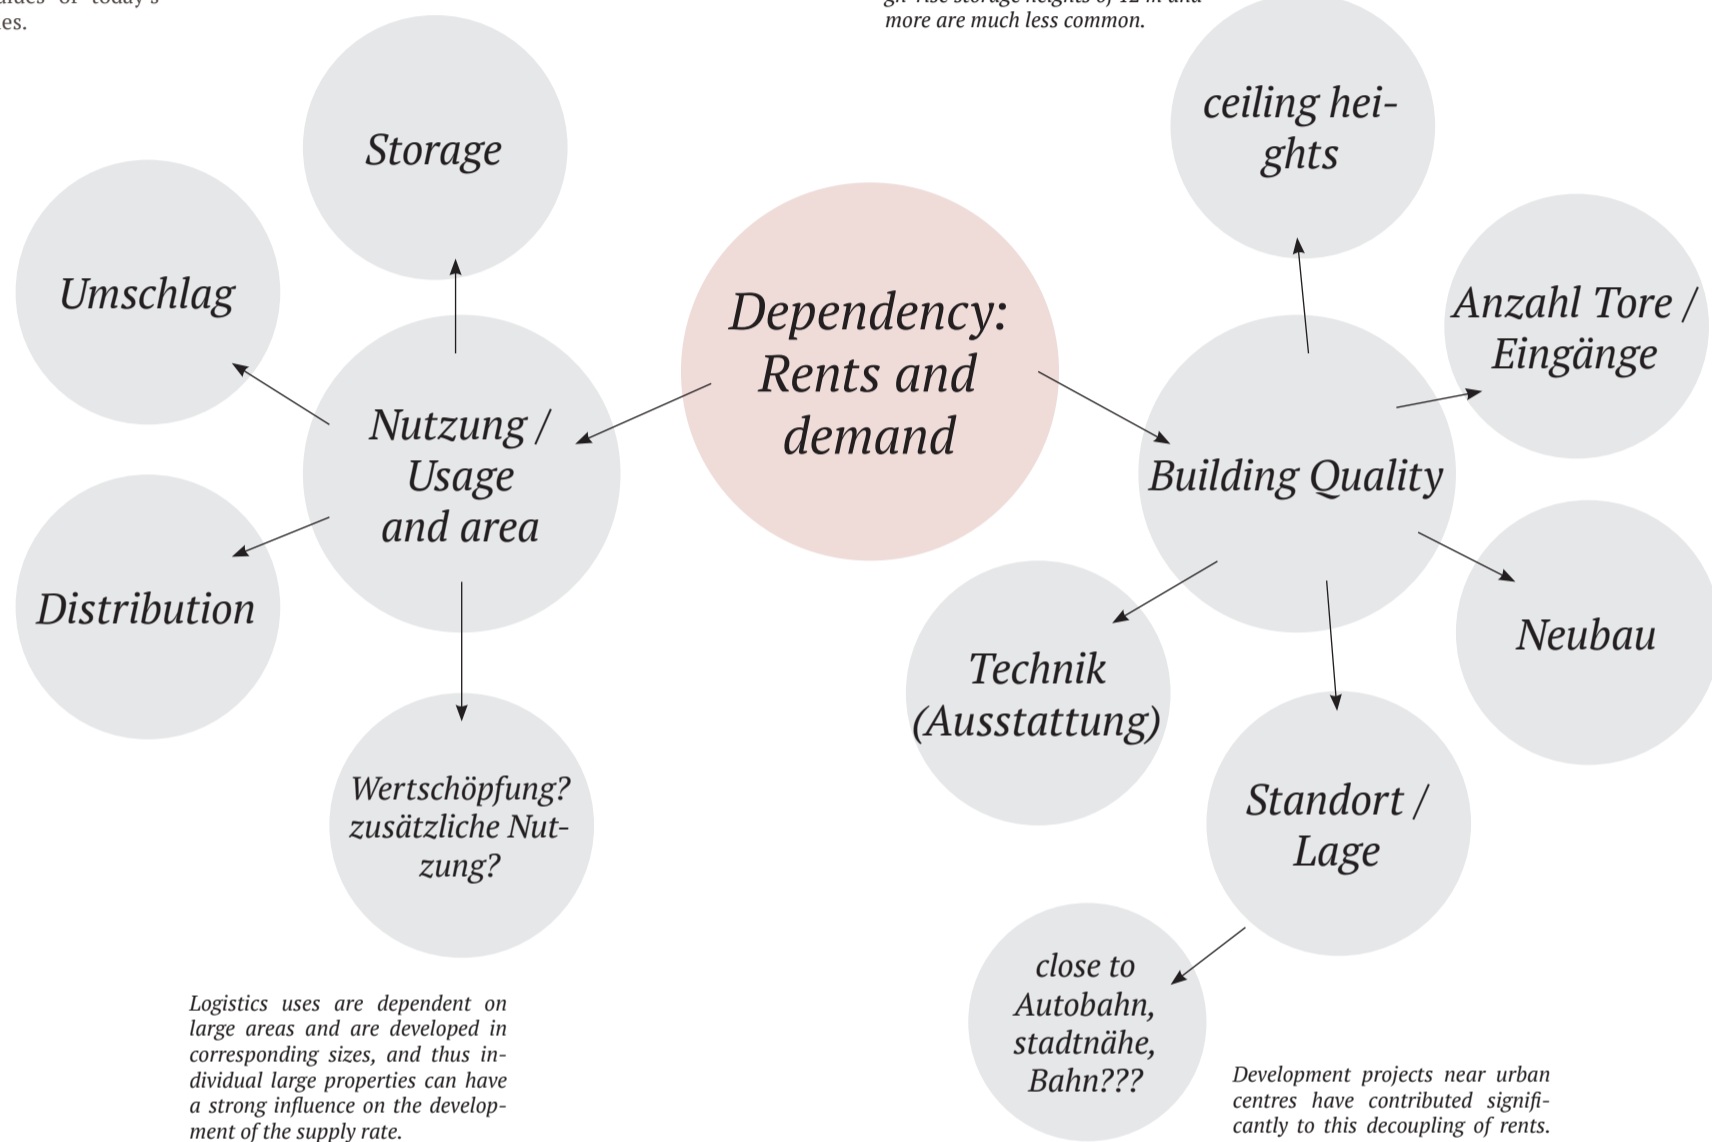 es.
more are much less common.
Storage
ceiling hei-
ghts
Umschlag
Anzahl Tore /
Eingänge
Dependency:
Rents and
demand
Nutzung /
Usage
and area
Building Quality
Distribution
Neubau
Technik
(Ausstattung)
Wertschöpfung?
zusätzliche Nut-
zung?
Standort /
Lage
close to
Autobahn,
stadtnähe,
Bahn???
Logistics uses are dependent on
large areas and are developed in
corresponding sizes, and thus in-
dividual large properties can have
a strong influence on the develop-
ment of the supply rate.
Development projects near urban
centres have contributed signifi-
cantly to this decoupling of rents.